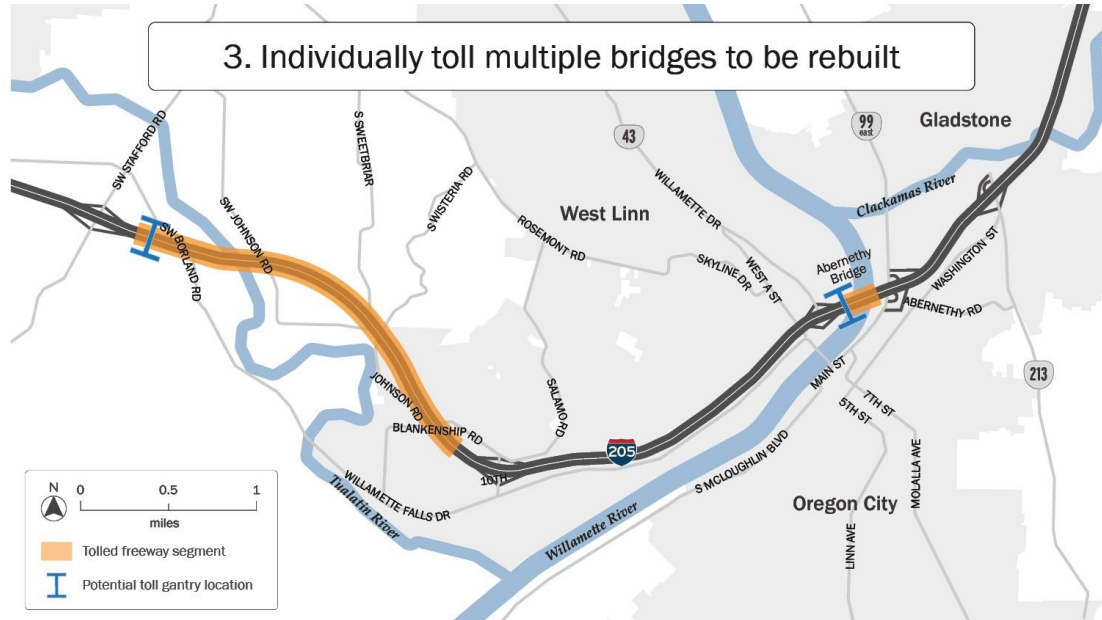 3. Individually toll multiple bridges to be rebuilt
SW STAFFORD RD
SW BORLAND RD
SW JOHNSON RD
S SWEETBRIAR
S WISTERIA RD
ROSEMONT RD
West Linn
43
WILLAMETTE DR
SKYLINE DR
WEST A ST
99
east
Gladstone
Clackamas River
Abernethy
Bridge
WASHINGTON ST
ABERNETHY RD
213
MAIN ST
7TH ST
5TH ST
MOLALLA AVE
LINN AVE
Oregon City
S MCLOUGHLIN BLVD
Willamette River
205
SALAMO RD
JOHNSON RD
BLANKENSHIP RD
10TH
WILLAMETTE FALLS DR
Tualatin River
N
0 0.5 1
miles
Tolled freeway segment
Potential toll gantry location